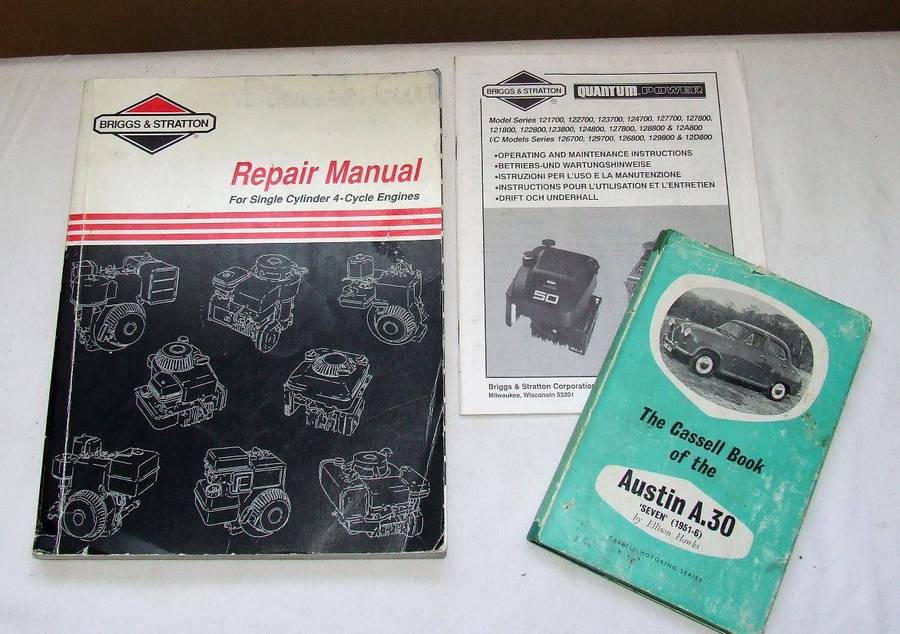 BRIGGS & STRATTON
®
Repair Manual
For Single Cylinder 4-Cycle Engines
BRIGGS & STRATTON
®
QUANTUM POWER
Model Series 121700, 122700, 123700, 124700, 127700, 127800,
121800, 122800,123800, 124800, 127800, 128800 & 12A800
I/C Models Series 126700, 129700, 126800, 129800 & 12D800
•OPERATING AND MAINTENANCE INSTRUCTIONS
•BETRIEBS-UND WARTUNGSHINWEISE
•ISTRUZIONI PER L'USO E LA MANUTENZIONE
•INSTRUCTIONS POUR L'UTILISATION ET L'ENTRETIEN
•DRIFT OCH UNDERHALL
50
Briggs & Stratton Corporation
Milwaukee, Wisconsin 53201
The Cassell Book
of the
Austin A.30
'SEVEN' (1951-6)
by Ellison Hawks
CASSELL MOTORING SERIES